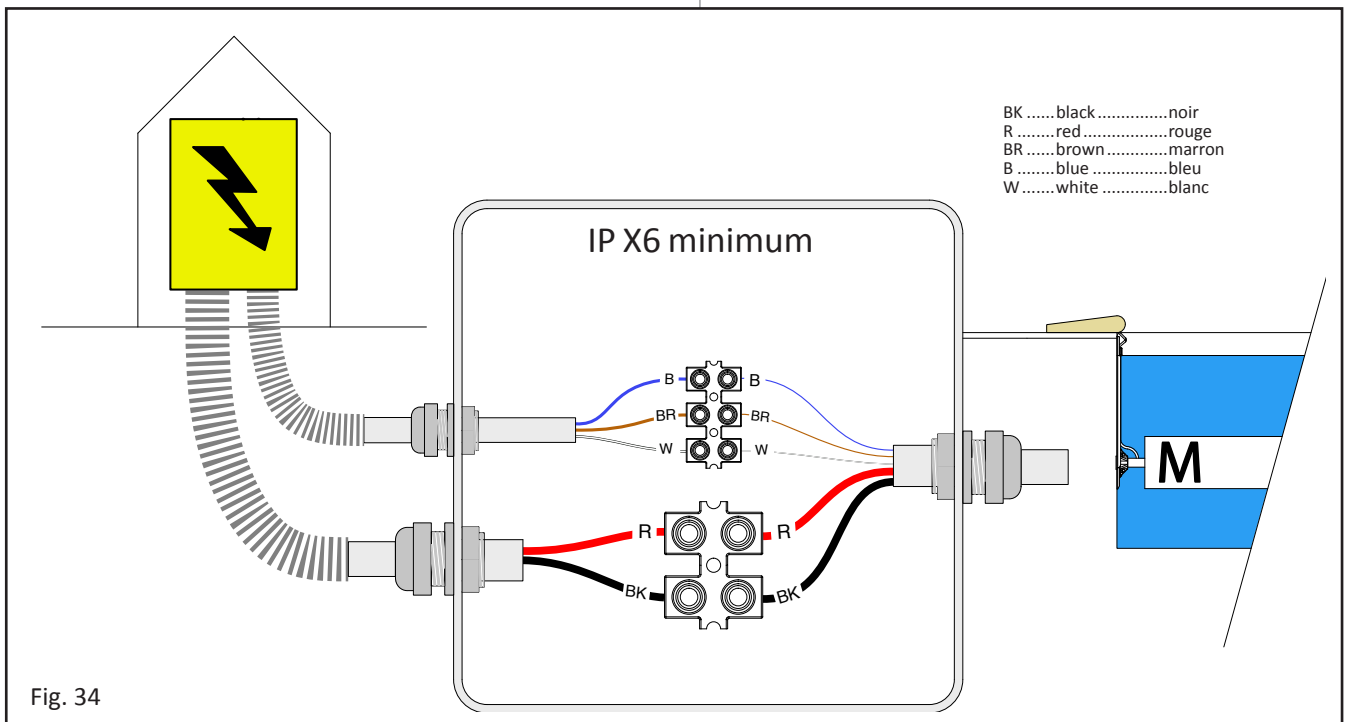 BK ......black ...............noir
R ........red ..................rouge
BR ......brown .............marron
B ........blue ................bleu
W .......white ..............blanc
IP X6 minimum
B B
BR BR
W W
M
R R
BK BK
Fig. 34